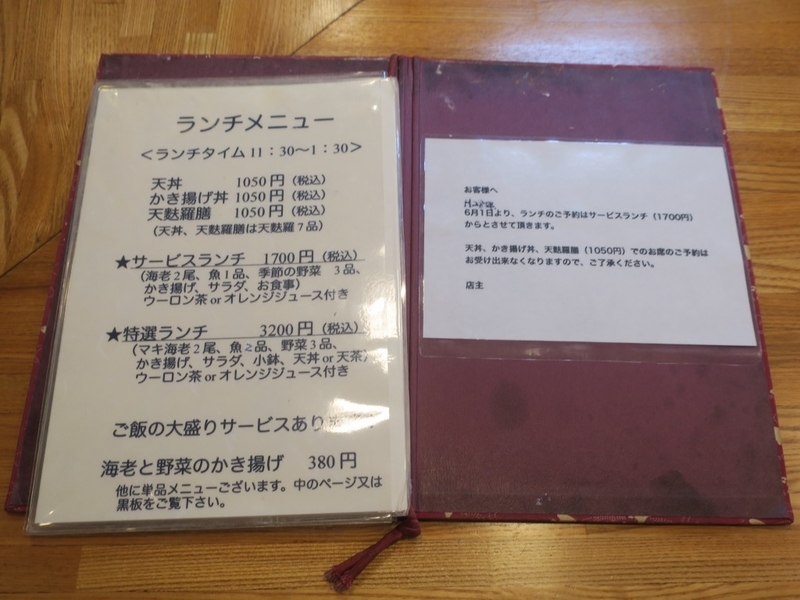 ランチメニュー
＜ランチタイム 11：30〜1：30＞
天丼 1050円（税込）
かき揚げ丼 1050円（税込）
天麩羅膳 1050円（税込）
（天丼、天麩羅膳は天麩羅7品）
★サービスランチ 1700円（税込）
（海老2尾、魚1品、季節の野菜 3品、
かき揚げ、サラダ、お食事）
ウーロン茶 or オレンジジュース付き
★特選ランチ 3200円（税込）
（マキ海老2尾、魚2品、野菜3品、
かき揚げ、サラダ、小鉢、天丼 or 天茶）
ウーロン茶 or オレンジジュース付き
ご飯の大盛りサービスあり
海老と野菜のかき揚げ 380円
他に単品メニューございます。中のページ又は
黒板をご覧下さい。
お客様へ
6月1日より、ランチのご予約はサービスランチ（1700円）
からとさせて頂きます。
天丼、かき揚げ丼、天麩羅膳（1050円）でのお席のご予約は
お受け出来なくなりますので、ご了承ください。
店主